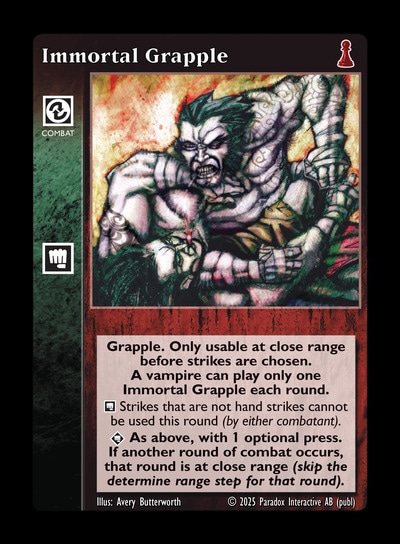 Immortal Grapple
COMBAT
Grapple. Only usable at close range
before strikes are chosen.
A vampire can play only one
Immortal Grapple each round.
Strikes that are not hand strikes cannot
be used this round (by either combatant).
As above, with 1 optional press.
If another round of combat occurs,
that round is at close range (skip the
determine range step for that round).
Illus: Avery Butterworth © 2025 Paradox Interactive AB (publ)